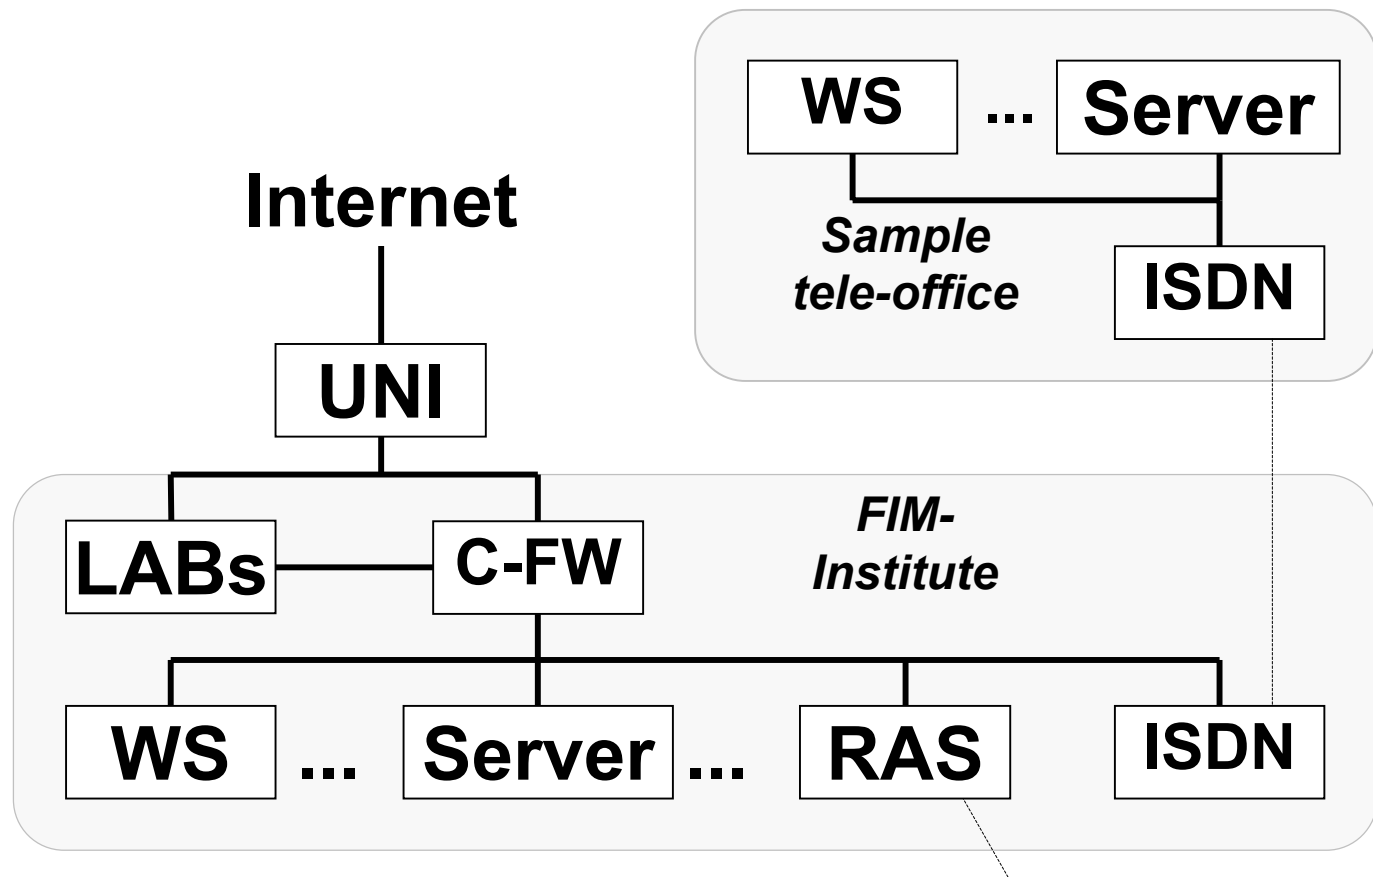 WS ... Server
Internet
Sample
tele-office
ISDN
UNI
FIM-
Institute
LABs
C-FW
WS ... Server ... RAS
ISDN